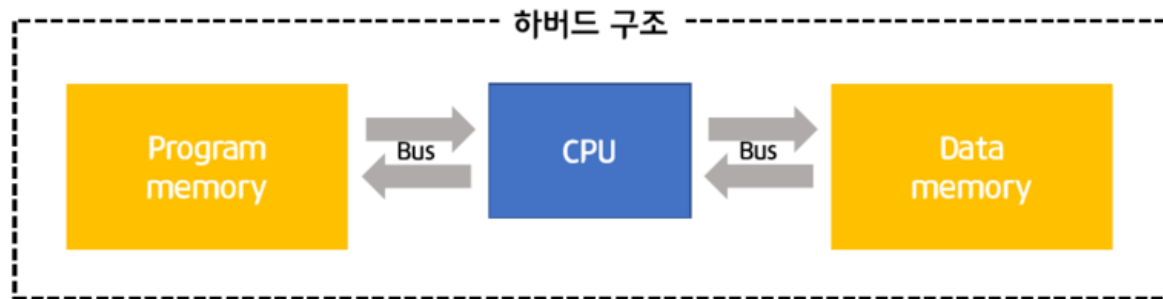 하버드 구조
Program
memory
Bus
CPU
Bus
Data
memory